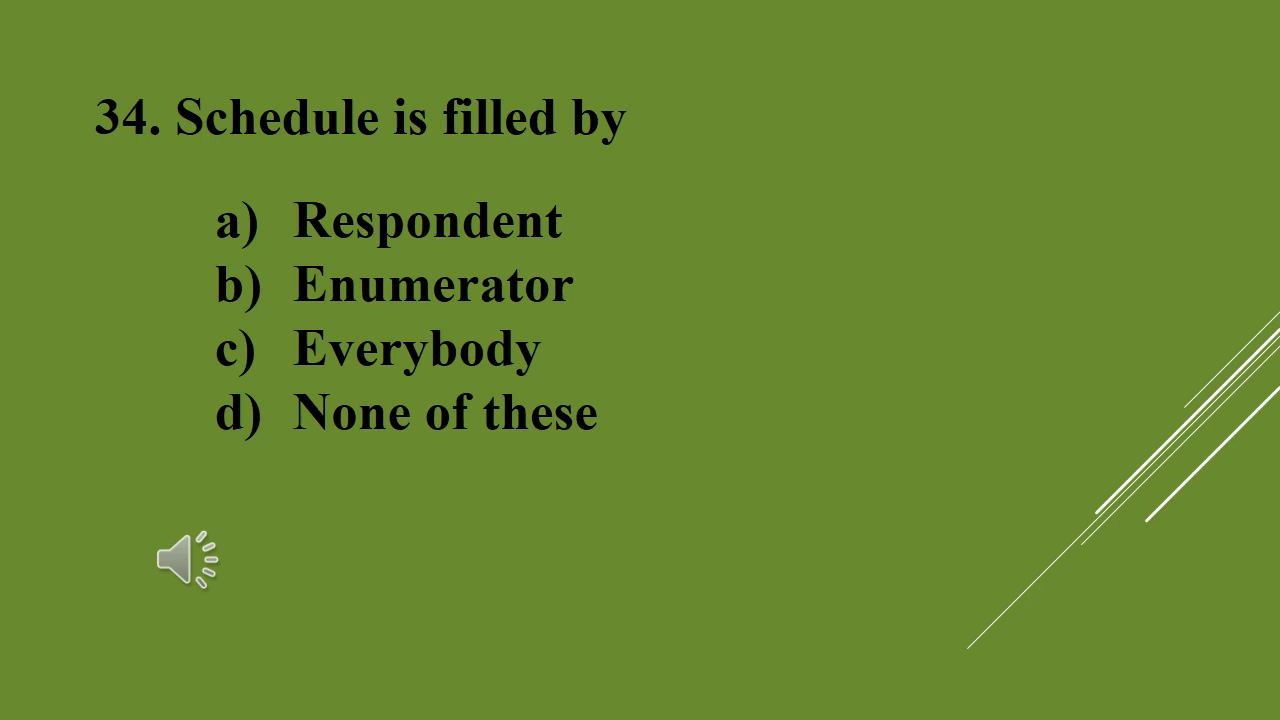 34. Schedule is filled by
a) Respondent
b) Enumerator
c) Everybody
d) None of these